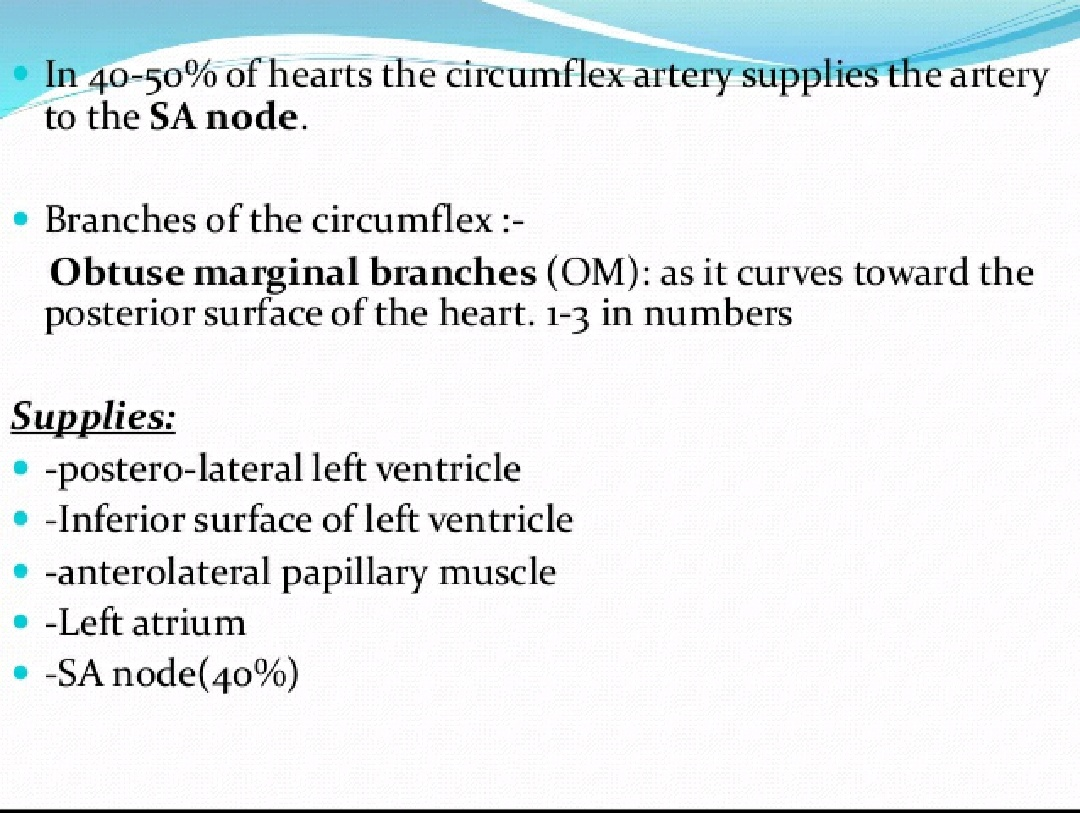 • In 40-50% of hearts the circumflex artery supplies the artery
to the SA node.
• Branches of the circumflex :-
Obtuse marginal branches (OM): as it curves toward the
posterior surface of the heart. 1-3 in numbers
Supplies:
• -postero-lateral left ventricle
• -Inferior surface of left ventricle
• -anterolateral papillary muscle
• -Left atrium
• -SA node(40%)